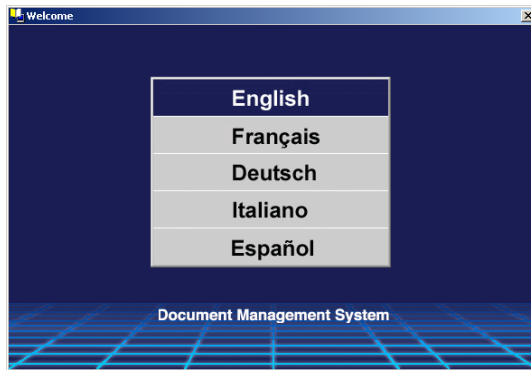 Welcome
English
Français
Deutsch
Italiano
Español
Document Management System